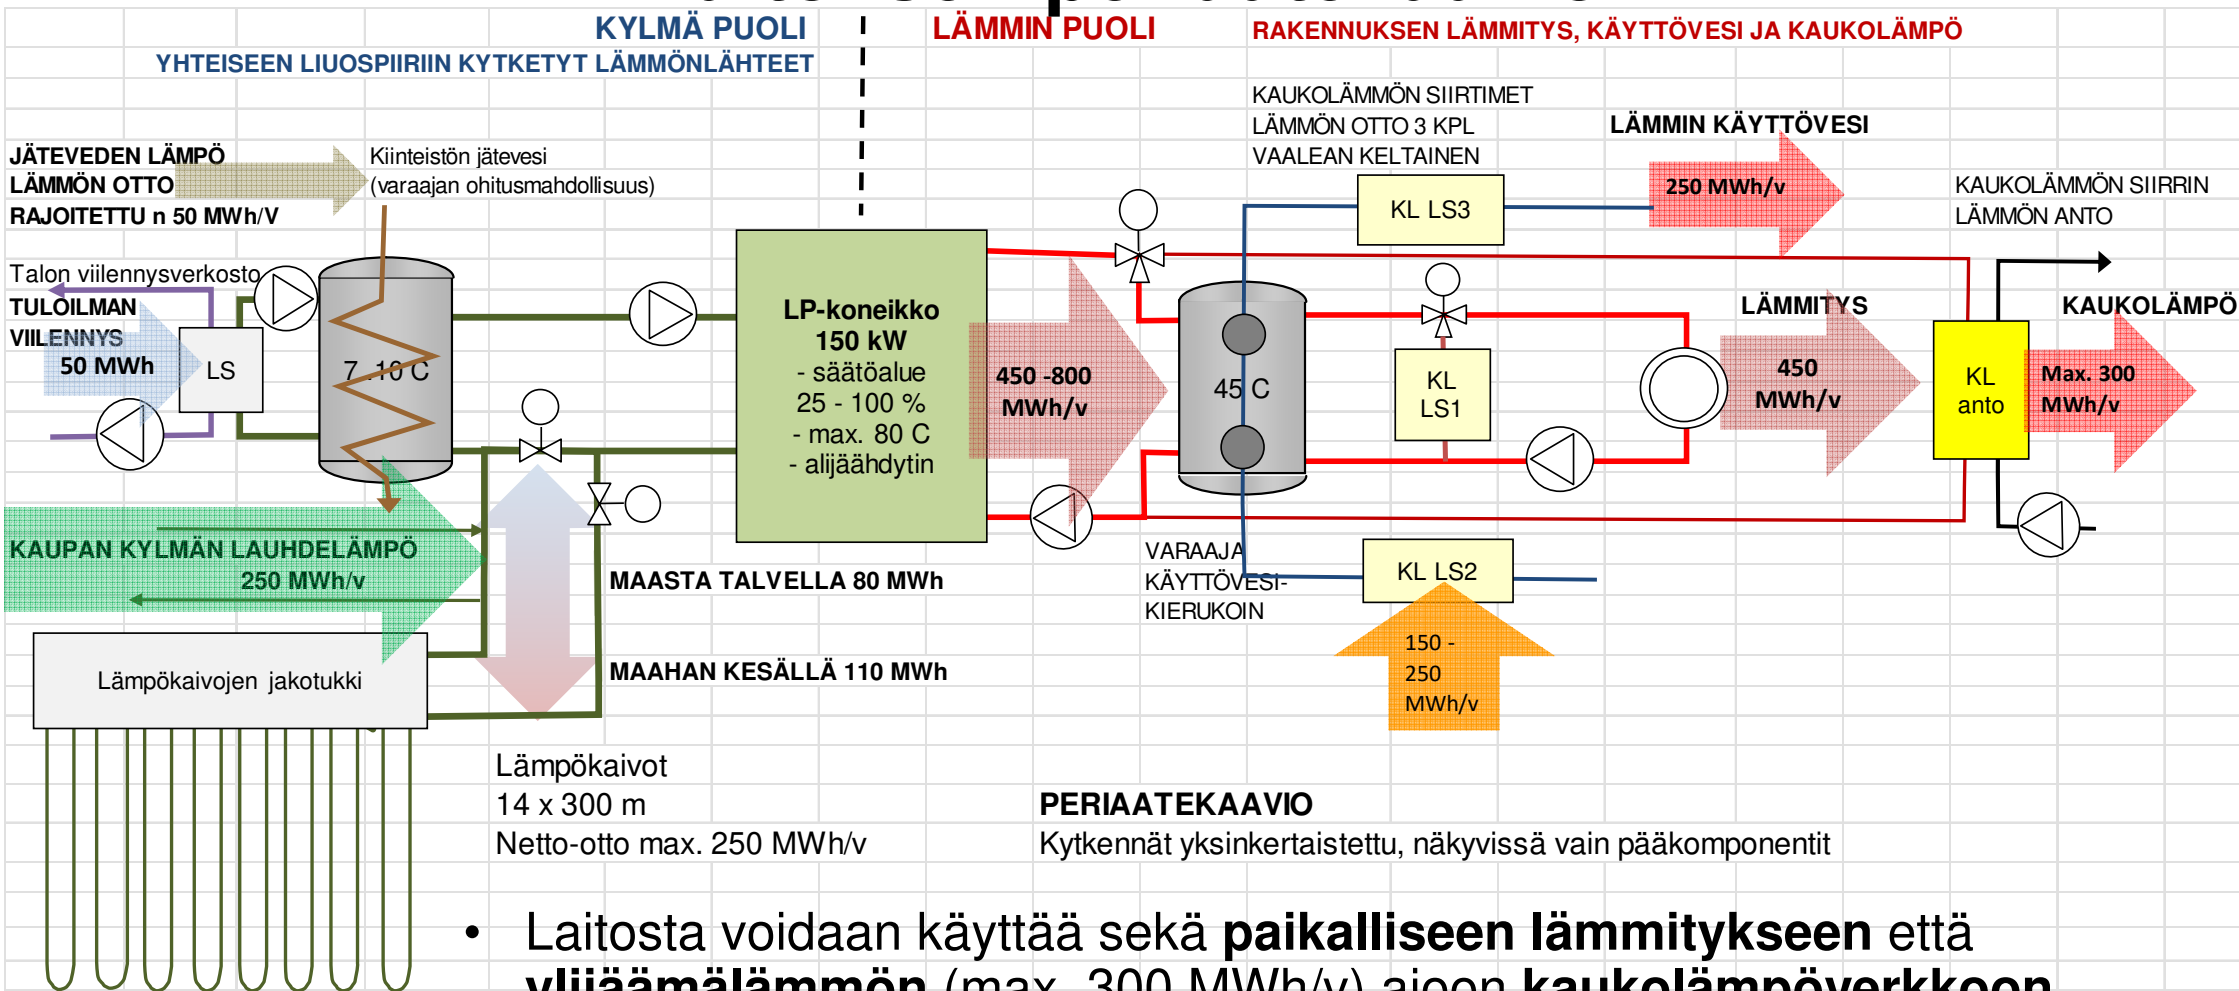 KYLMÄ PUOLI
LÄMMIN PUOLI
RAKENNUKSEN LÄMMITYS, KÄYTTÖVESI JA KAUKOLÄMPÖ
YHTEISEEN LIUOSPIIRIIN KYTKETYT LÄMMÖNLÄHTEET
KAUKOLÄMMÖN SIIRTIMET
LÄMMÖN OTTO 3 KPL
VAALEAN KELTAINEN
LÄMMIN KÄYTTÖVESI
JÄTEVEDEN LÄMPÖ
LÄMMÖN OTTO
RAJOITETTU n 50 MWh/V
Kiinteistön jätevesi
(varaajan ohitusmahdollisuus)
KL LS3
250 MWh/v
KAUKOLÄMMÖN SIIRRIN
LÄMMÖN ANTO
Talon viilennysverkosto
TULOILMAN
VIILENNYS
50 MWh
LS
7..10 C
LP-koneikko
150 kW
- säätöalue
25 - 100 %
- max. 80 C
- alijäähdytin
450 -800
MWh/v
45 C
KL
LS1
LÄMMITYS
450
MWh/v
KL
anto
KAUKOLÄMPÖ
Max. 300
MWh/v
KAUPAN KYLMÄN LAUHDELÄMPÖ
250 MWh/v
MAASTA TALVELLA 80 MWh
MAAHAN KESÄLLÄ 110 MWh
VARAAJA
KÄYTTÖVESI-
KIERUKOIN
KL LS2
150 -
250
MWh/v
Lämpökaivojen jakotukki
Lämpökaivot
14 x 300 m
Netto-otto max. 250 MWh/v
PERIAATEKAAVIO
Kytkennät yksinkertaistettu, näkyvissä vain pääkomponentit
• Laitosta voidaan käyttää sekä paikalliseen lämmitykseen että
ylijäämälämmön (max. 300 MWh/v) ajoon kaukolämpöverkkoon